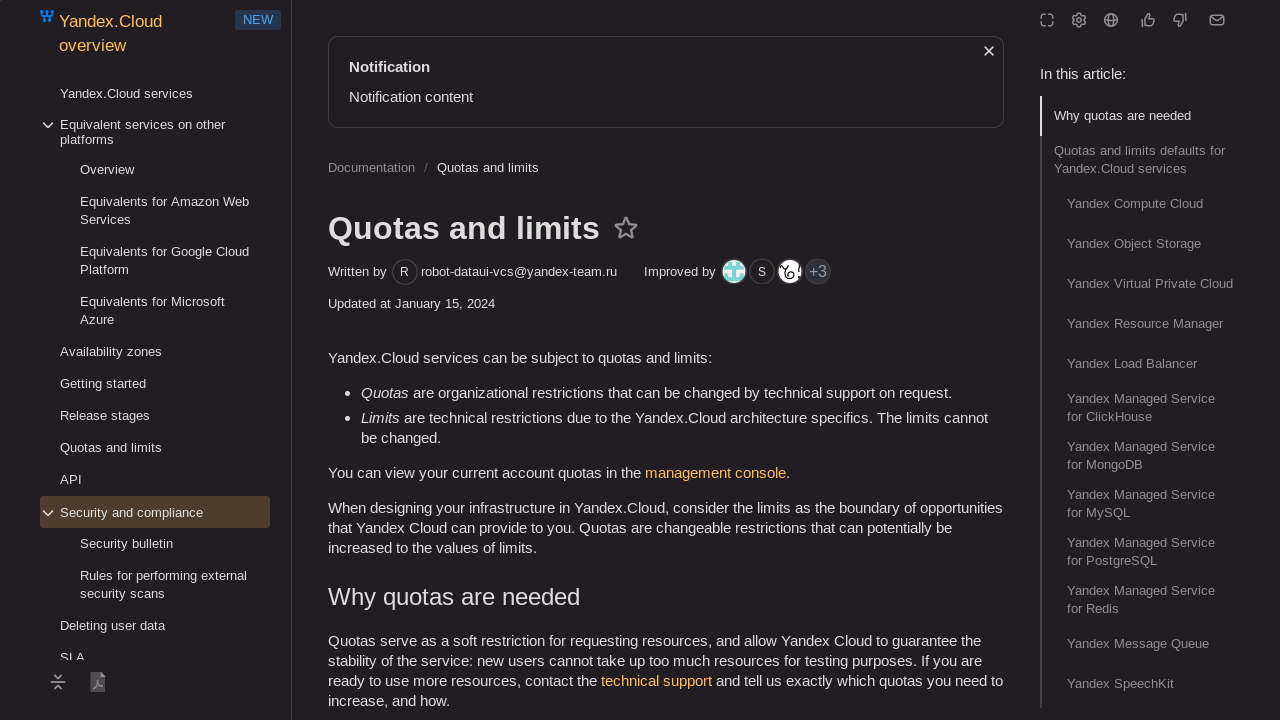 Yandex.Cloud
overview
NEW
Yandex.Cloud services
Equivalent services on other
platforms
Overview
Equivalents for Amazon Web
Services
Equivalents for Google Cloud
Platform
Equivalents for Microsoft
Azure
Availability zones
Getting started
Release stages
Quotas and limits
API
Security and compliance
Security bulletin
Rules for performing external
security scans
Deleting user data
SLA
Notification
Notification content
Documentation / Quotas and limits
Quotas and limits
Written by R robot-dataui-vcs@yandex-team.ru Improved by S +3
Updated at January 15, 2024
Yandex.Cloud services can be subject to quotas and limits:
• Quotas are organizational restrictions that can be changed by technical support on request.
• Limits are technical restrictions due to the Yandex.Cloud architecture specifics. The limits cannot
be changed.
You can view your current account quotas in the management console.
When designing your infrastructure in Yandex.Cloud, consider the limits as the boundary of opportunities
that Yandex Cloud can provide to you. Quotas are changeable restrictions that can potentially be
increased to the values of limits.
Why quotas are needed
Quotas serve as a soft restriction for requesting resources, and allow Yandex Cloud to guarantee the
stability of the service: new users cannot take up too much resources for testing purposes. If you are
ready to use more resources, contact the technical support and tell us exactly which quotas you need to
increase, and how.
In this article:
Why quotas are needed
Quotas and limits defaults for
Yandex.Cloud services
Yandex Compute Cloud
Yandex Object Storage
Yandex Virtual Private Cloud
Yandex Resource Manager
Yandex Load Balancer
Yandex Managed Service
for ClickHouse
Yandex Managed Service
for MongoDB
Yandex Managed Service
for MySQL
Yandex Managed Service
for PostgreSQL
Yandex Managed Service
for Redis
Yandex Message Queue
Yandex SpeechKit